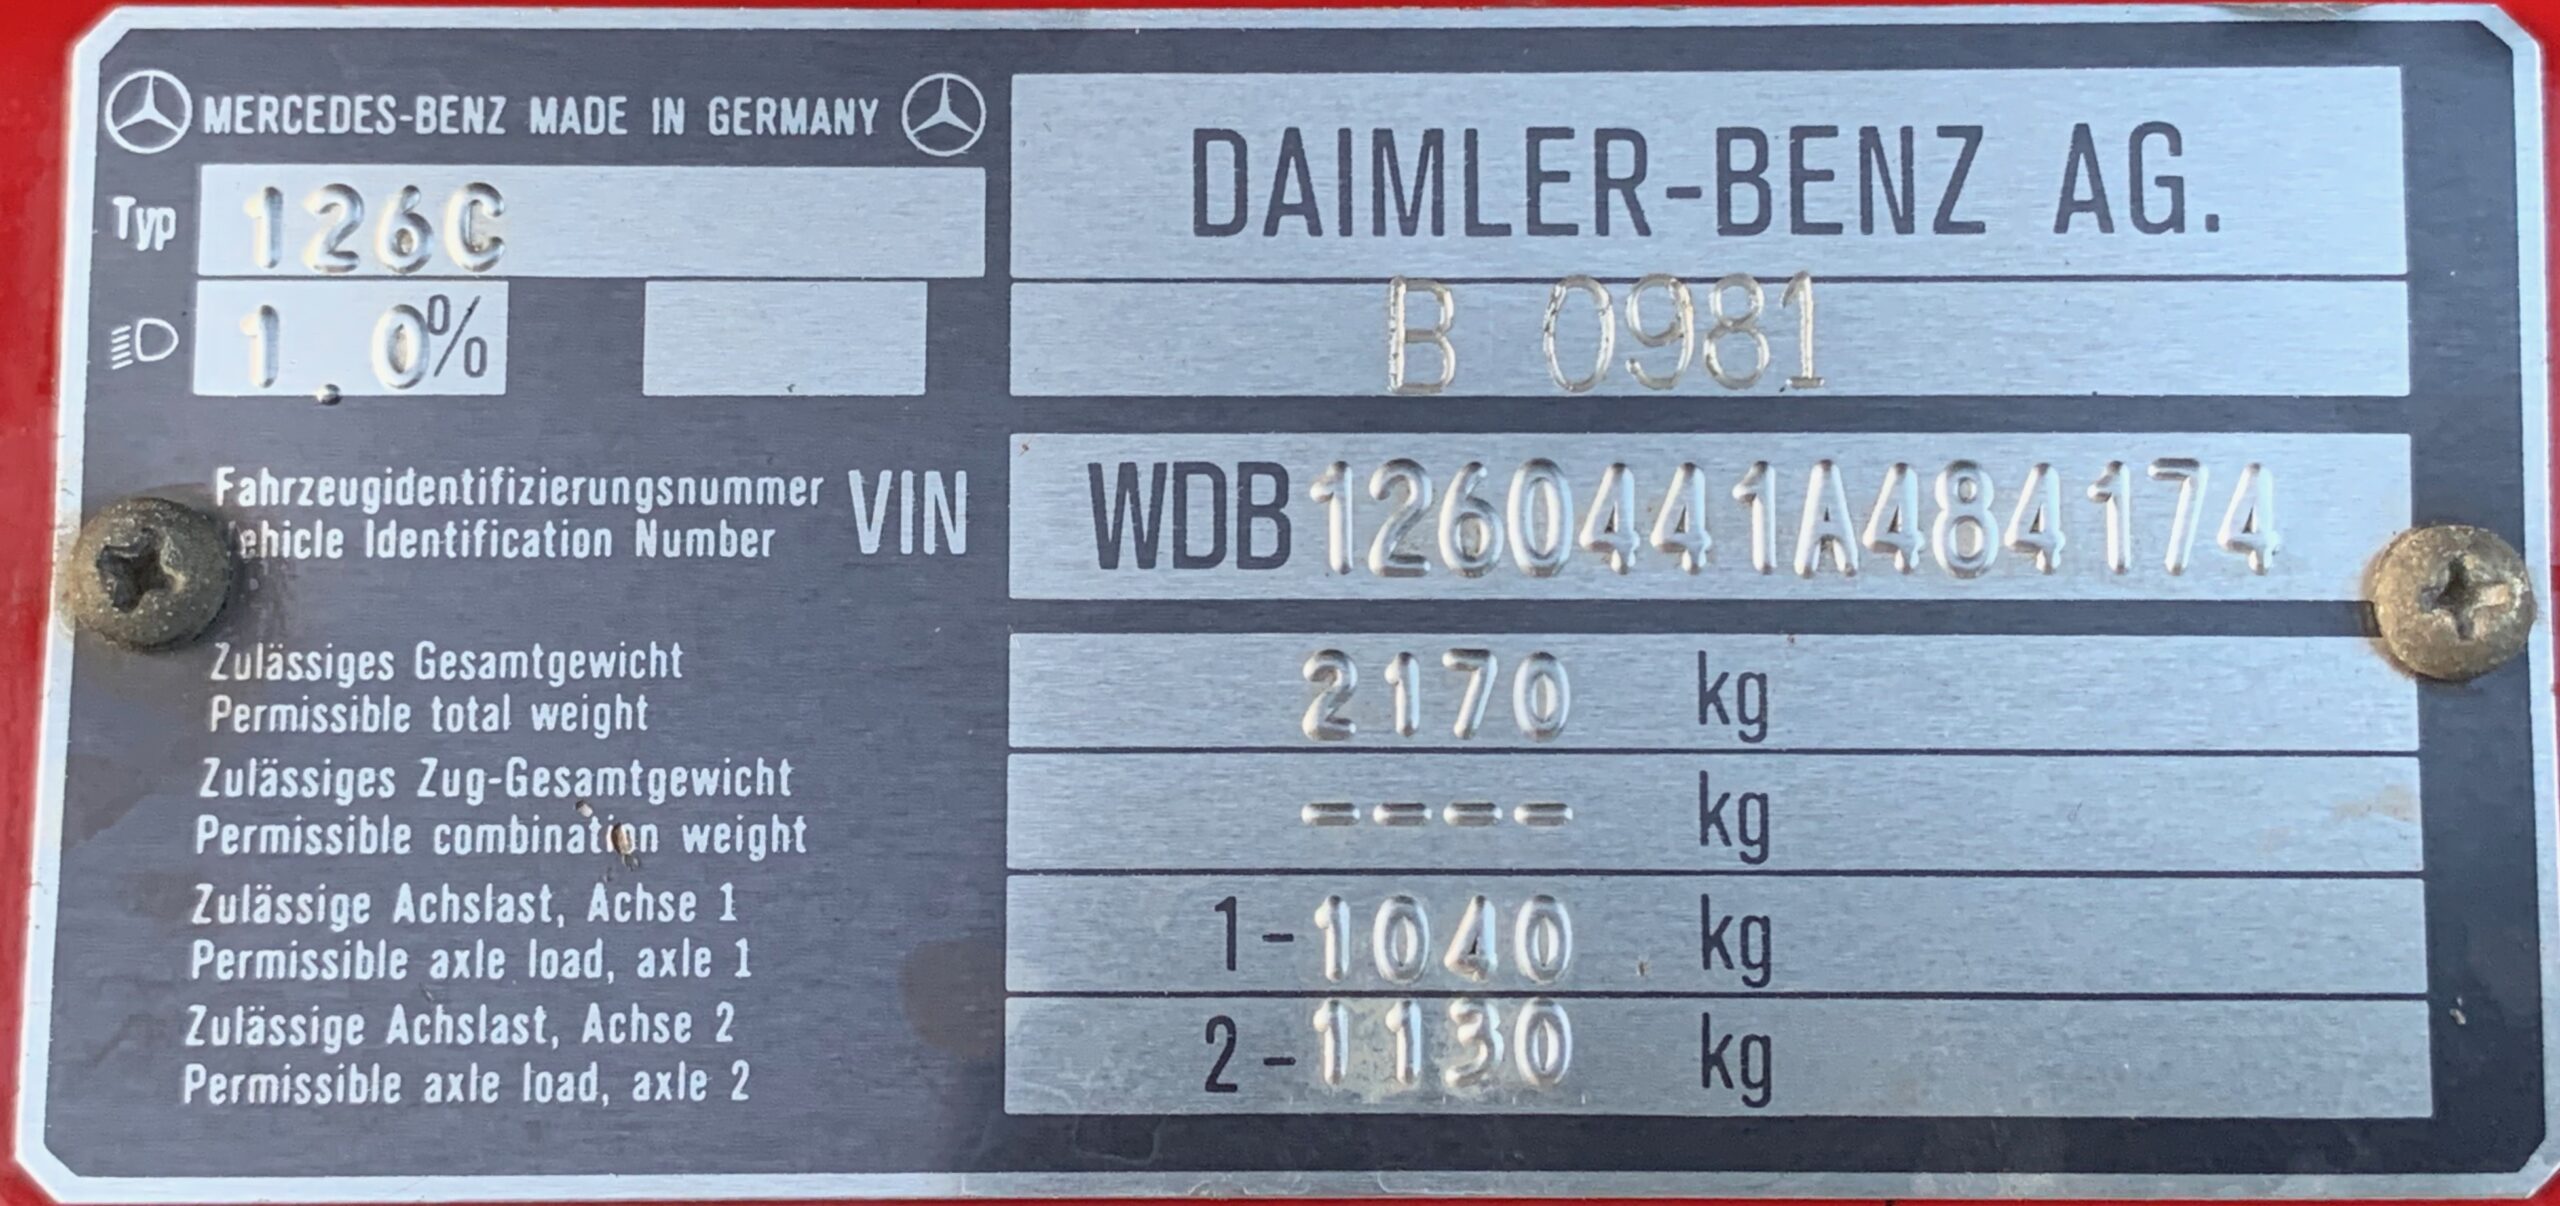 MERCEDES-BENZ MADE IN GERMANY
DAIMLER-BENZ AG.
Typ 126C
1.0%
B 0981
Fahrzeugidentifizierungsnummer
ehicle Identification Number
VIN WDB1260441A484174
Zulässiges Gesamtgewicht
Permissible total weight
2170 kg
Zulässiges Zug-Gesamtgewicht
Permissible combination weight
---- kg
Zulässige Achslast, Achse 1
Permissible axle load, axle 1
1-1040 kg
Zulässige Achslast, Achse 2
Permissible axle load, axle 2
2-1130 kg